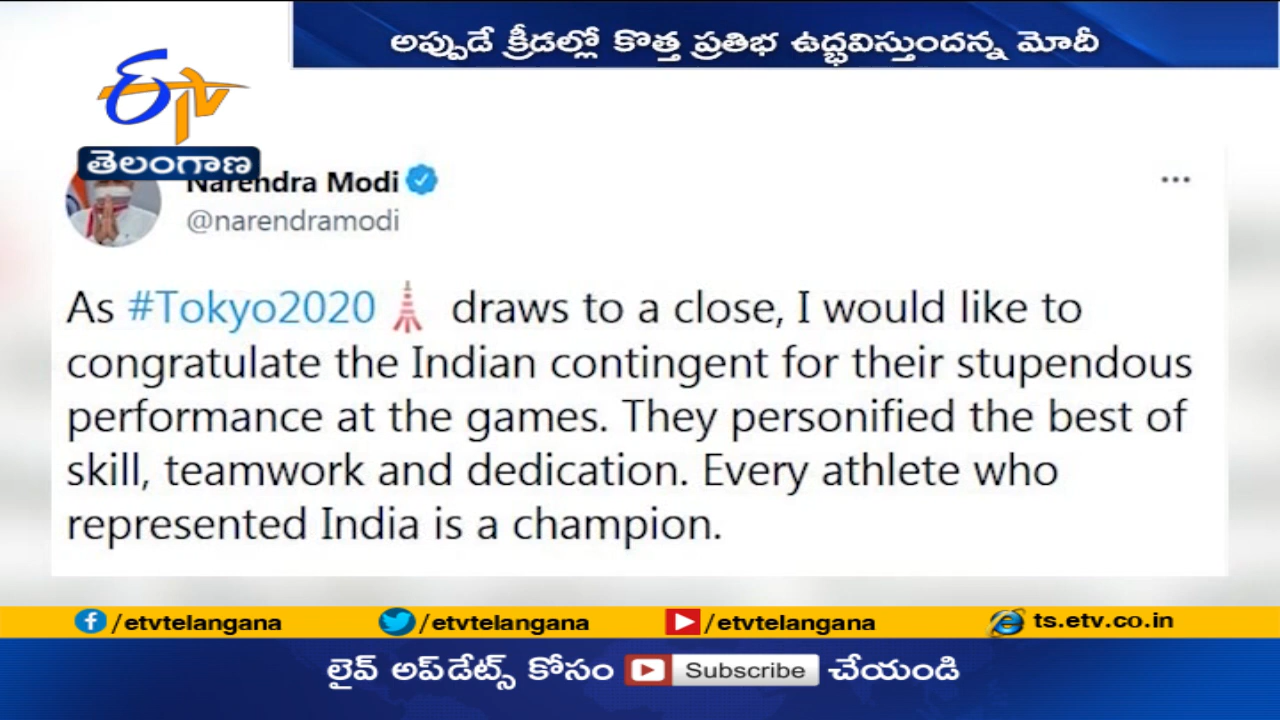 అప్పుడే క్రీడల్లో కొత్త ప్రతిభ ఉద్భవిస్తుందన్న మోదీ
ETV
తెలంగాణ
Narendra Modi
@narendramodi
As #Tokyo2020 draws to a close, I would like to
congratulate the Indian contingent for their stupendous
performance at the games. They personified the best of
skill, teamwork and dedication. Every athlete who
represented India is a champion.
/etvtelangana /etvtelangana /etvtelangana ts.etv.co.in
లైవ్ అప్‌డేట్స్ కోసం Subscribe చేయండి